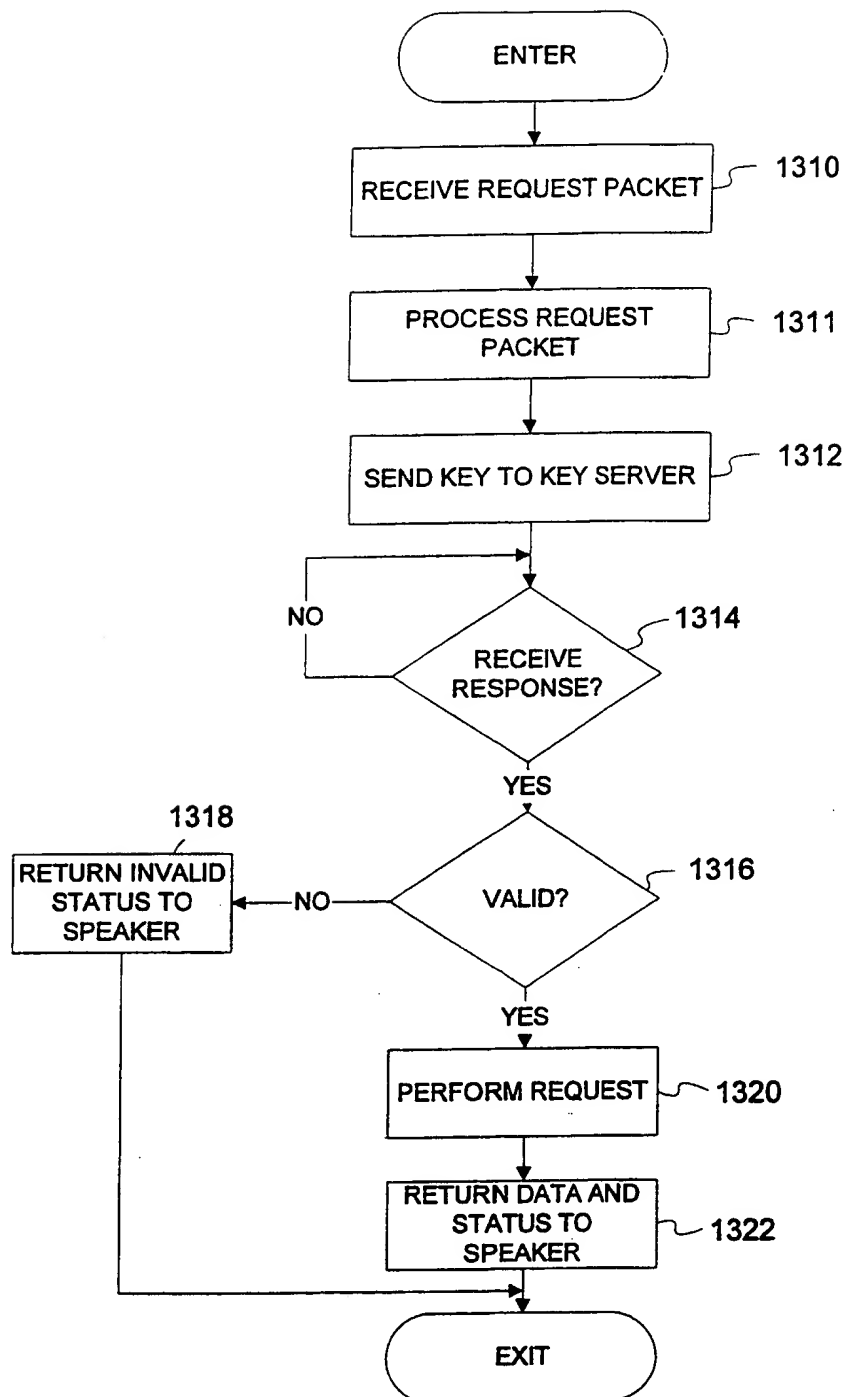 ENTER
RECEIVE REQUEST PACKET
1310
PROCESS REQUEST
PACKET
1311
SEND KEY TO KEY SERVER
1312
NO
RECEIVE
RESPONSE?
1314
YES
1318
RETURN INVALID
STATUS TO
SPEAKER
NO
VALID?
1316
YES
PERFORM REQUEST
1320
RETURN DATA AND
STATUS TO
SPEAKER
1322
EXIT